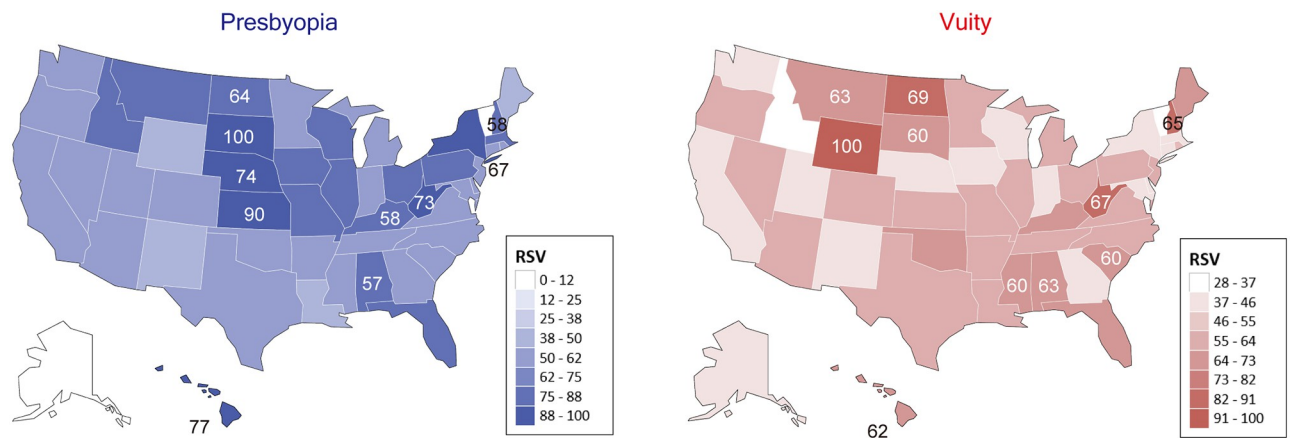 Presbyopia
64
100
74
90
73
58
57
58
67
77
RSV
0 - 12
12 - 25
25 - 38
38 - 50
50 - 62
62 - 75
75 - 88
88 - 100
Vuity
63
69
60
100
65
67
60
60
63
62
RSV
28 - 37
37 - 46
46 - 55
55 - 64
64 - 73
73 - 82
82 - 91
91 - 100